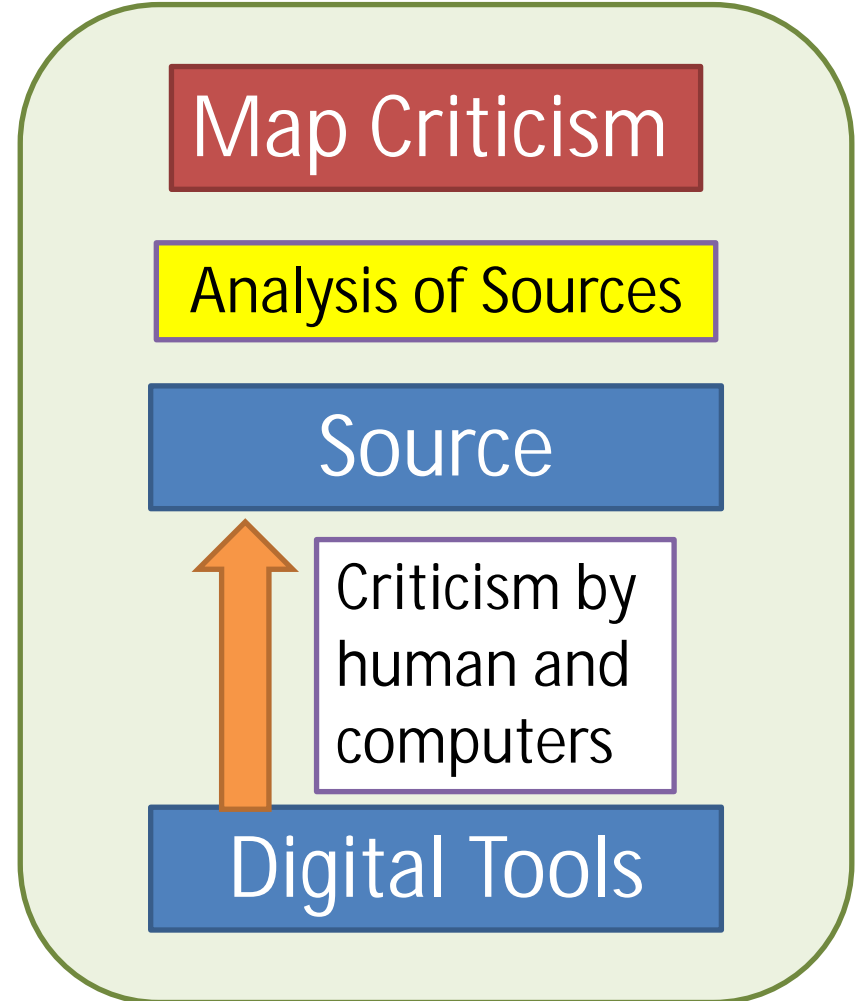 Map Criticism
Analysis of Sources
Source
Criticism by
human and
computers
Digital Tools